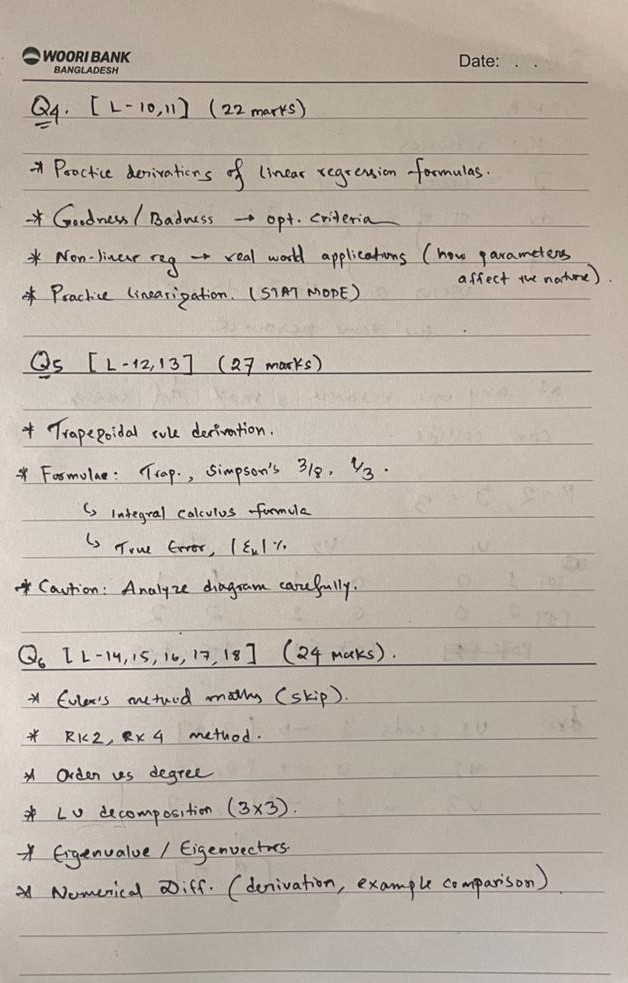 WOORI BANK
BANGLADESH
Date: . .
Q4. [L-10,11] (22 marks)
* Practice derivations of linear regression formulas.
* Goodness/Badness → opt. criteria
* Non-linear reg → real world applications (how parameters
affect the nature).
* Practice linearization. (STAT MODE)
Q5 [L-12,13] (27 marks)
* Trapezoidal rule derivation.
* Formulae: Trap., Simpson's 3/8, 1/3.
↳ Integral calculus formula
↳ True Error, |Et| %
* Caution: Analyze diagram carefully.
Q6 [L-14,15,16,17,18] (24 marks).
* Euler's method maths (skip).
* RK2, RK4 method.
* Order vs degree
* LU decomposition (3×3).
* Eigenvalue / Eigenvectors.
* Numerical Diff. (derivation, example comparison)